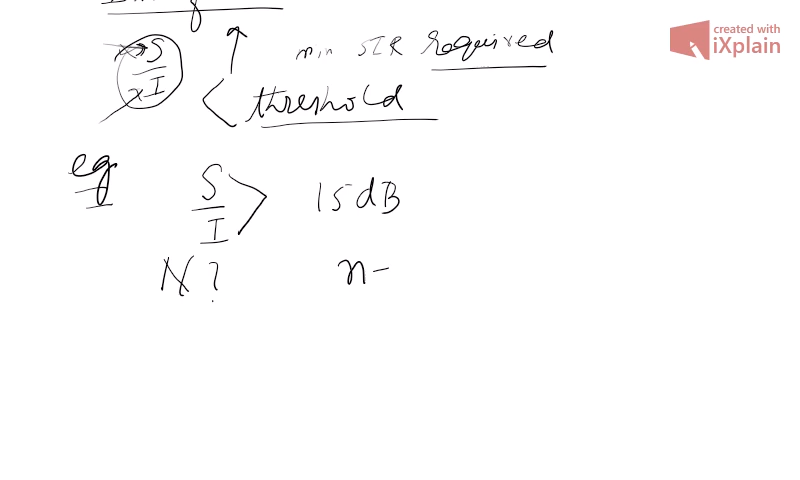 created with
iXplain
S/I
min SIR required
< threshold
eg
S/I > 15dB
N? n-